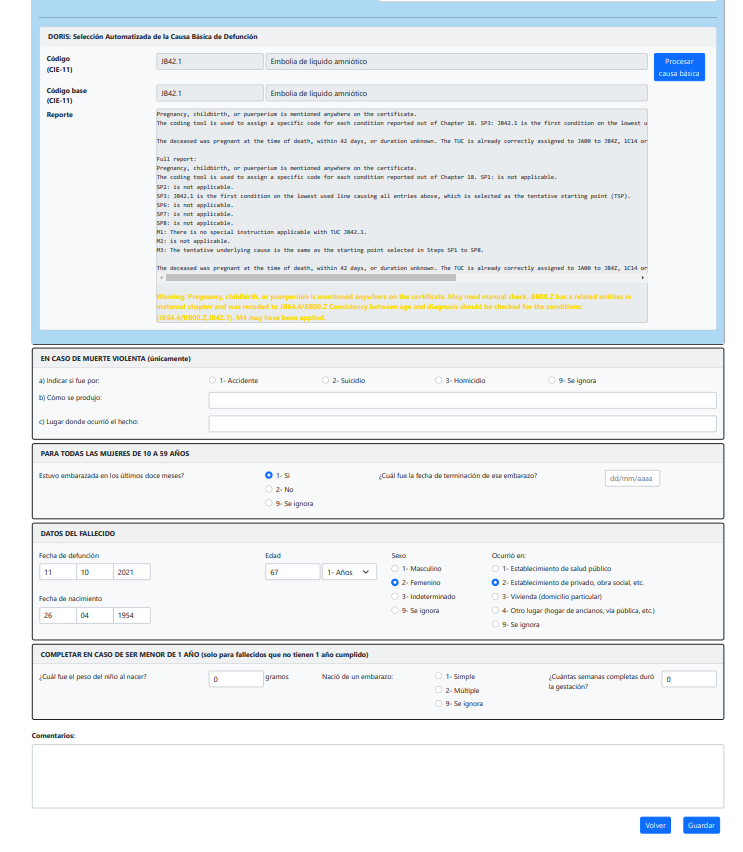 DORIS: Selección Automatizada de la Causa Básica de Defunción
Código
(CIE-11)
JB42.1
Embolia de líquido amniótico
Procesar
causa básica
Código base
(CIE-11)
JB42.1
Embolia de líquido amniótico
Reporte
Pregnancy, childbirth, or puerperium is mentioned anywhere on the certificate.
The coding tool is used to assign a specific code for each condition reported out of Chapter 18. SP3: JB42.1 is the first condition on the lowest u
The deceased was pregnant at the time of death, within 42 days, or duration unknown. The TUC is already correctly assigned to JA00 to JB4Z, 1C14 or
Full report:
Pregnancy, childbirth, or puerperium is mentioned anywhere on the certificate.
The coding tool is used to assign a specific code for each condition reported out of Chapter 18. SP1: is not applicable.
SP2: is not applicable.
SP3: JB42.1 is the first condition on the lowest used line causing all entries above, which is selected as the tentative starting point (TSP).
SP6: is not applicable.
SP7: is not applicable.
SP8: is not applicable.
M1: There is no special instruction applicable with TUC JB42.1.
M2: is not applicable.
M3: The tentative underlying cause is the same as the starting point selected in Steps SP1 to SP8.
The deceased was pregnant at the time of death, within 42 days, or duration unknown. The TUC is already correctly assigned to JA00 to JB4Z, 1C14 or
Warning: Pregnancy, childbirth, or puerperium is mentioned anywhere on the certificate. May need manual check. BB00.Z has a related entities in
maternal chapter and was recoded to JB64.4/BB00.Z Consistency between age and diagnosis should be checked for the conditions:
(JB64.4/BB00.Z,JB42.1). M4 may have been applied.
EN CASO DE MUERTE VIOLENTA (únicamente)
a) Indicar si fue por:
1- Accidente
2- Suicidio
3- Homicidio
9- Se ignora
b) Cómo se produjo:
c) Lugar donde ocurrió el hecho:
PARA TODAS LAS MUJERES DE 10 A 59 AÑOS
Estuvo embarazada en los últimos doce meses?
1- Si
2- No
9- Se ignora
¿Cuál fue la fecha de terminación de ese embarazo?
dd/mm/aaaa
DATOS DEL FALLECIDO
Fecha de defunción
11 10 2021
Fecha de nacimiento
26 04 1954
Edad
67
1- Años
Sexo
1- Masculino
2- Femenino
3- Indeterminado
9- Se ignora
Ocurrió en:
1- Establecimiento de salud público
2- Establecimiento de privado, obra social, etc.
3- Vivienda (domicilio particular)
4- Otro lugar (hogar de ancianos, via pública, etc.)
9- Se ignora
COMPLETAR EN CASO DE SER MENOR DE 1 AÑO (solo para fallecidos que no tienen 1 año cumplido)
¿Cuál fue el peso del niño al nacer?
0
gramos
Nació de un embarazo:
1- Simple
2- Múltiple
9- Se ignora
¿Cuántas semanas completas duró
la gestación?
0
Comentarios:
Volver
Guardar